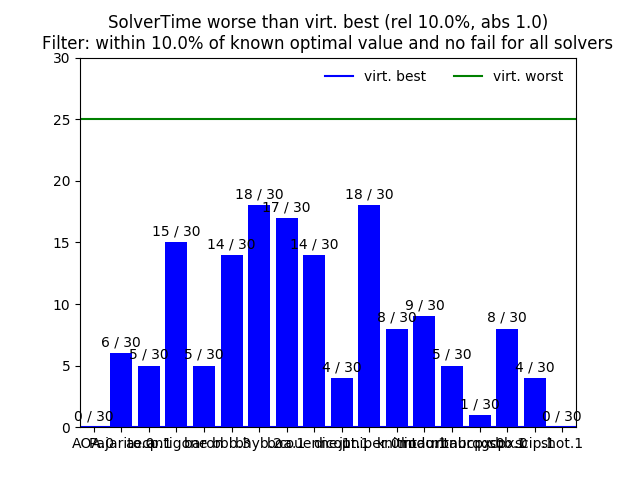 SolverTime worse than virt. best (rel 10.0%, abs 1.0)
Filter: within 10.0% of known optimal value and no fail for all solvers
30
virt. best
virt. worst
25
20
18 / 30
18 / 30
17 / 30
15 / 30
15
14 / 30
14 / 30
10
9 / 30
8 / 30
8 / 30
6 / 30
5 / 30
5 / 30
5 / 30
5
4 / 30
4 / 30
1 / 30
0 / 30
0 / 30
0